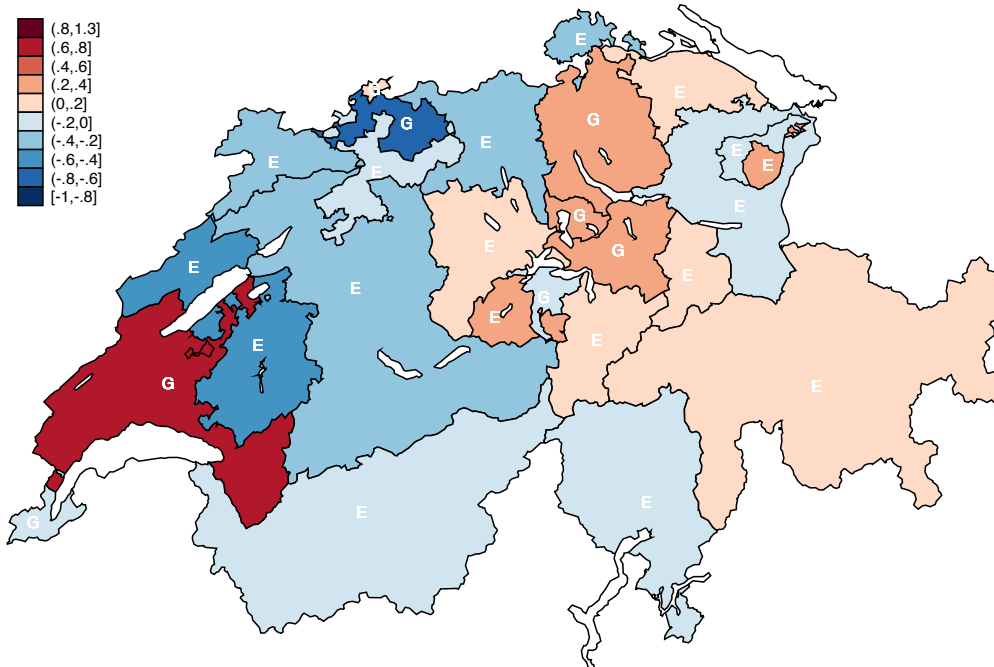 (.8,1.3]
(.6,.8]
(.4,.6]
(.2,.4]
(0,.2]
(-.2,0]
(-.4,-.2]
(-.6,-.4]
(-.8,-.6]
[-1,-.8]
E
E
G
G
E
E
E
E
E
E
G
E
E
G
E
E
E
G
E
E
E
G
E
E
E
G